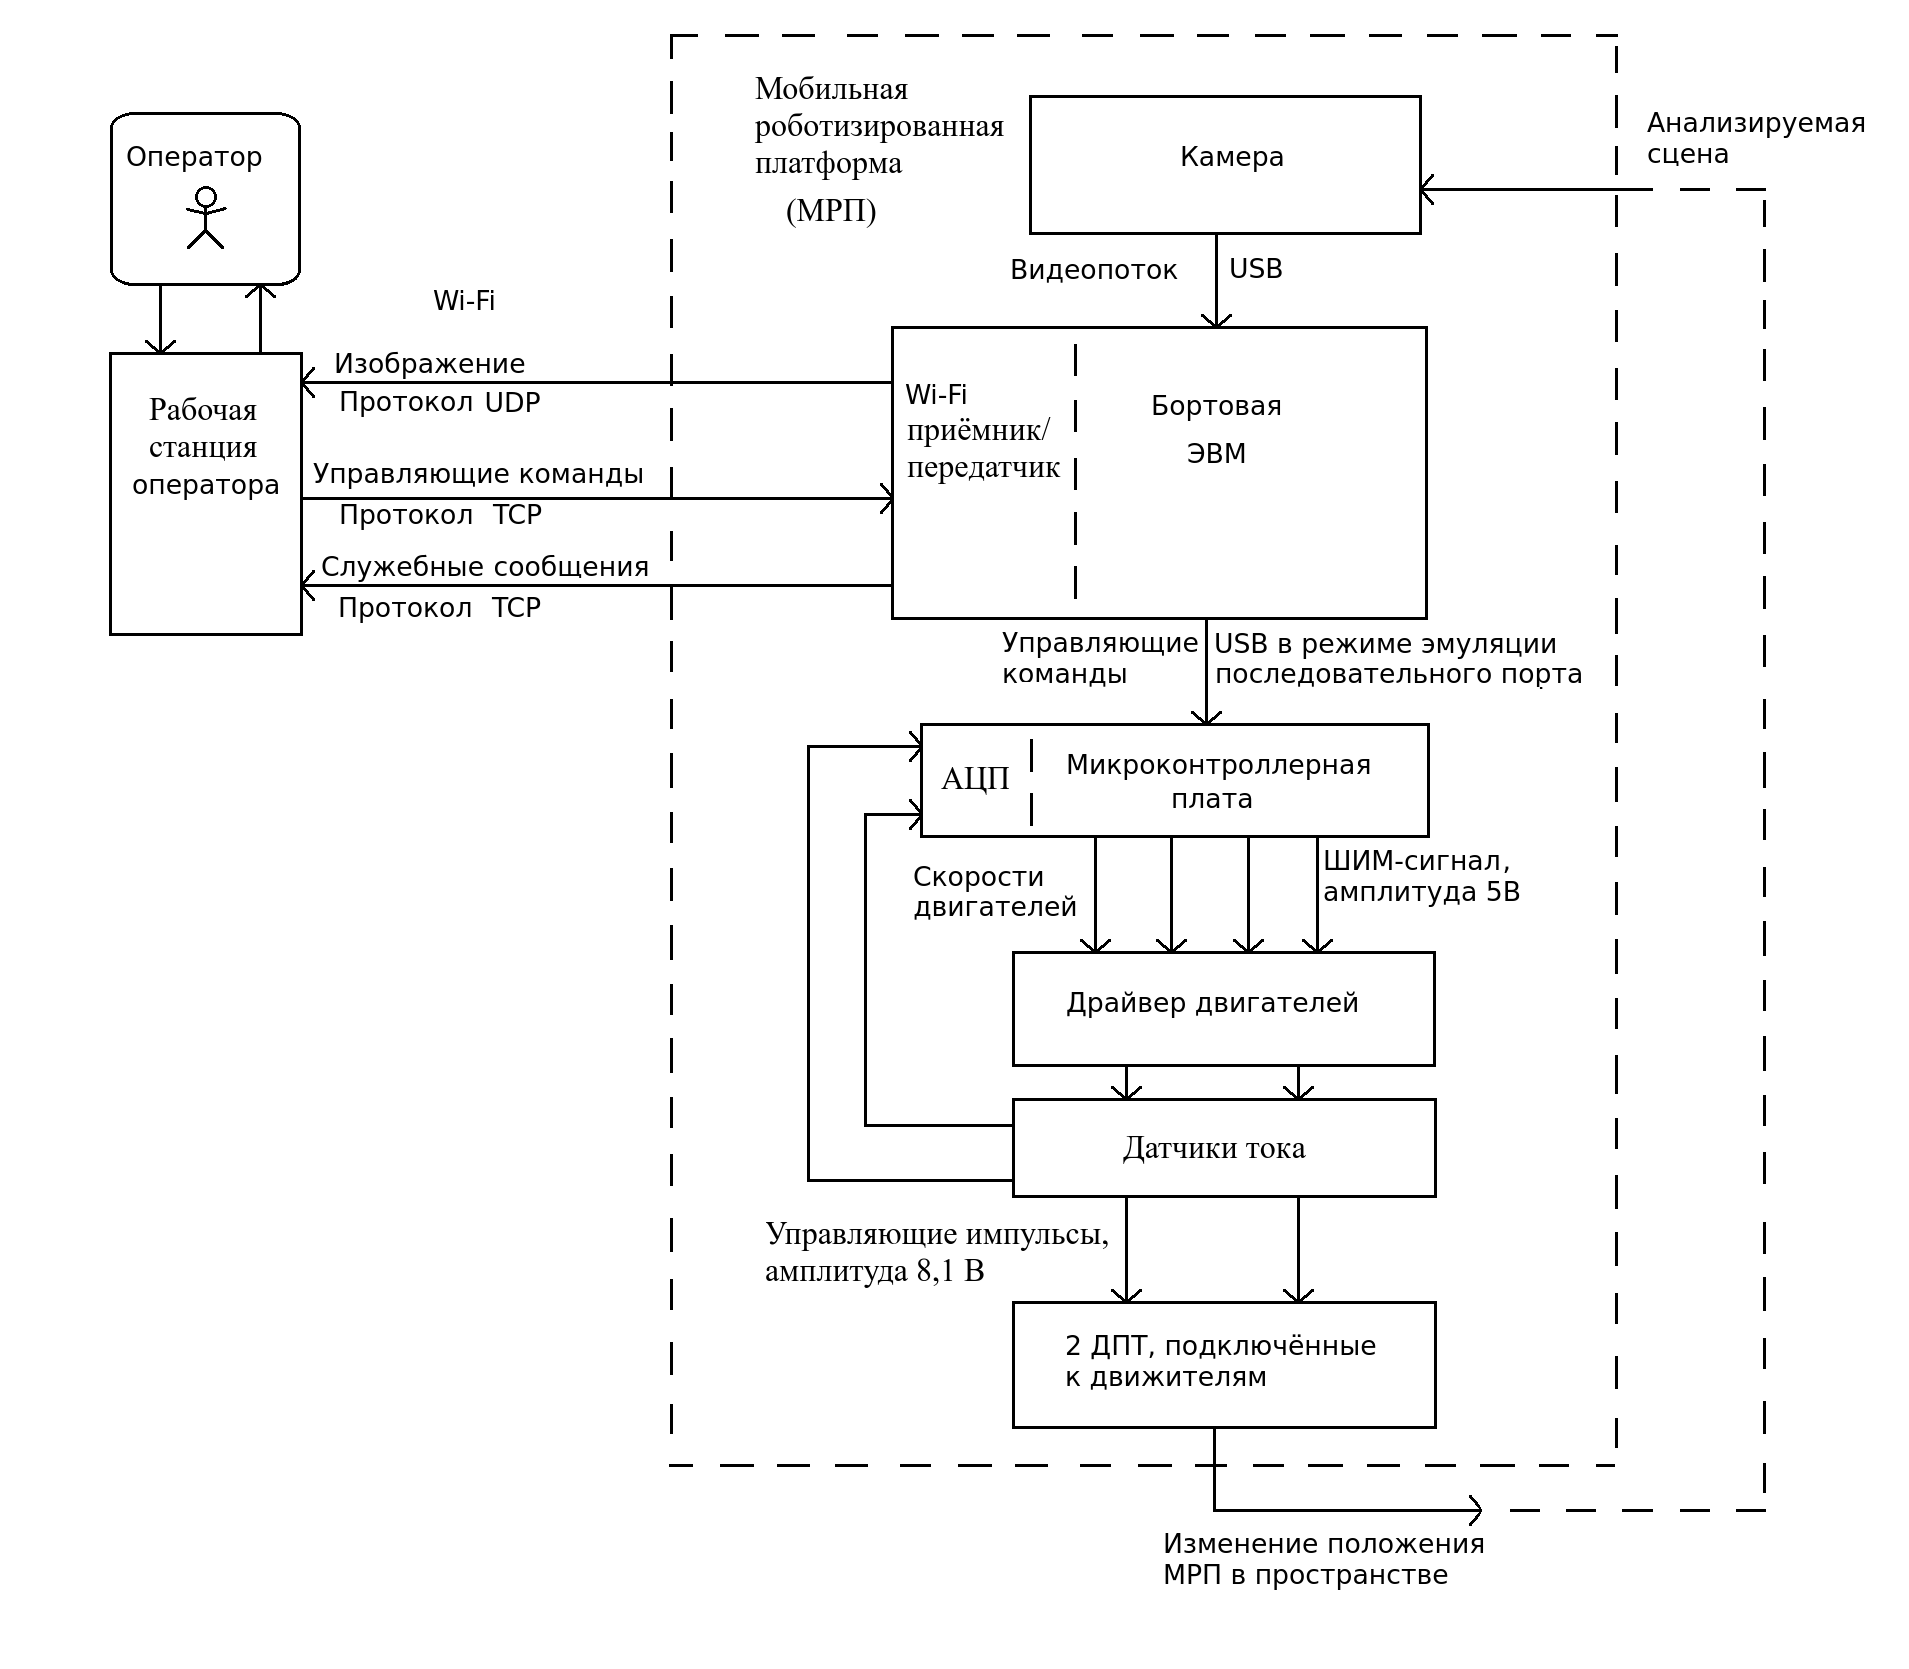 Мобильная
роботизированная
платформа
(МРП)
Камера
Анализируемая
сцена
Оператор
Видеопоток
USB
Wi-Fi
Изображение
Протокол UDP
Рабочая
станция
оператора
Управляющие команды
Протокол TCP
Служебные сообщения
Протокол TCP
Wi-Fi
приёмник/
передатчик
Бортовая
ЭВМ
Управляющие
команды
USB в режиме эмуляции
последовательного порта
АЦП
Микроконтроллерная
плата
Скорости
двигателей
ШИМ-сигнал,
амплитуда 5В
Драйвер двигателей
Датчики тока
Управляющие импульсы,
амплитуда 8,1 В
2 ДПТ, подключённые
к движителям
Изменение положения
МРП в пространстве